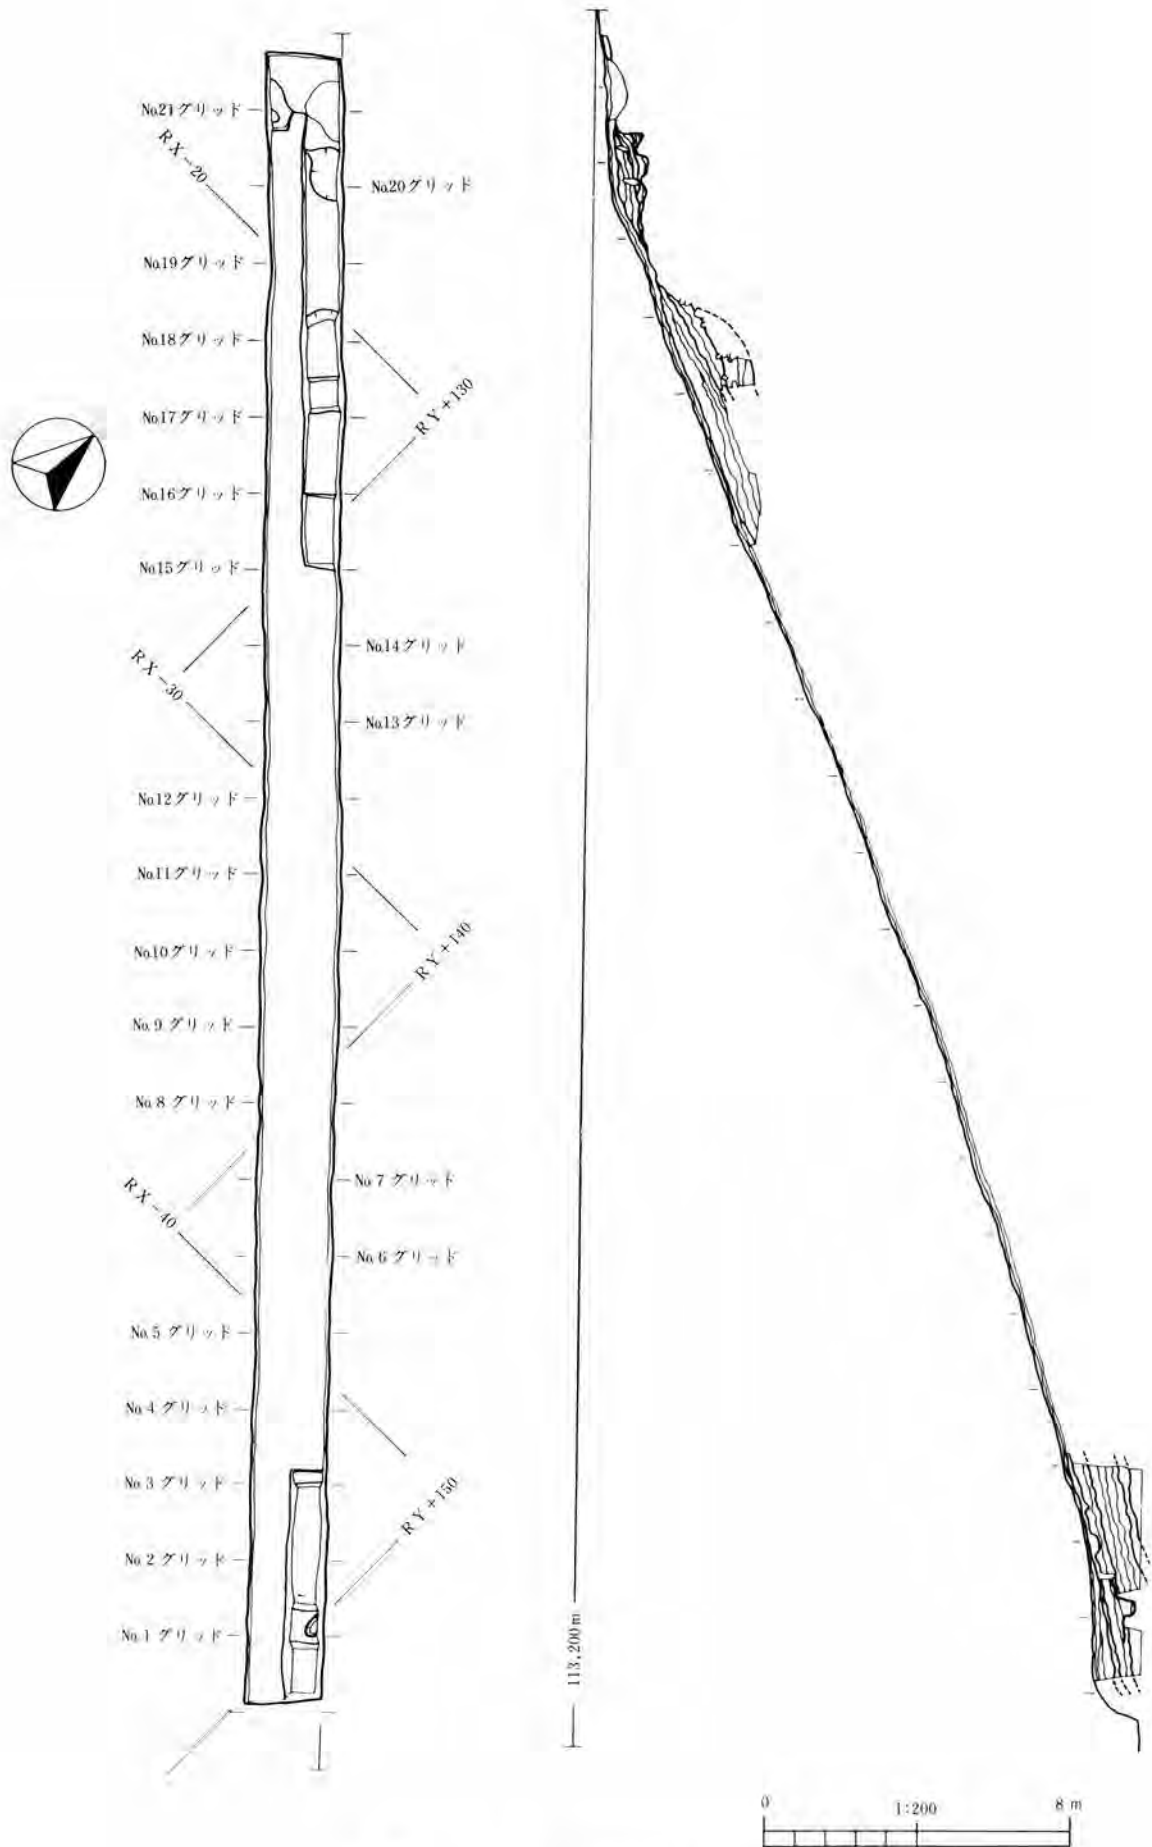 No.21グリッド
RX-20
No.20グリッド
No.19グリッド
No.18グリッド
RY+130
No.17グリッド
No.16グリッド
No.15グリッド
No.14グリッド
RX-30
No.13グリッド
No.12グリッド
No.11グリッド
RY+140
No.10グリッド
No.9グリッド
No.8グリッド
No.7グリッド
RX-40
No.6グリッド
No.5グリッド
No.4グリッド
No.3グリッド
RY+150
No.2グリッド
No.1グリッド
113,200m
0 1:200 8 m